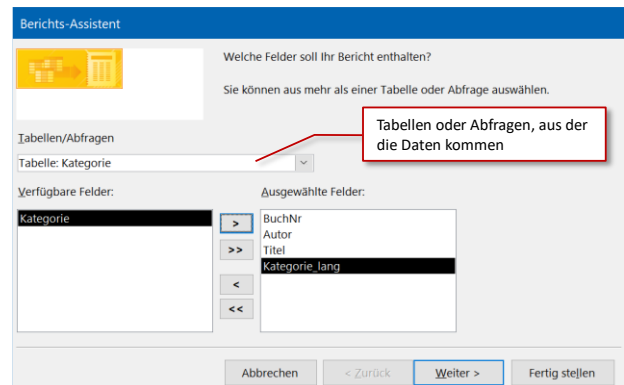 Berichts-Assistent
Welche Felder soll Ihr Bericht enthalten?
Sie können aus mehr als einer Tabelle oder Abfrage auswählen.
Tabellen oder Abfragen, aus der
die Daten kommen
Tabellen/Abfragen
Tabelle: Kategorie
Verfügbare Felder:
Ausgewählte Felder:
Kategorie
>
>>
<
<<
BuchNr
Autor
Titel
Kategorie_lang
Abbrechen
< Zurück
Weiter >
Fertig stellen